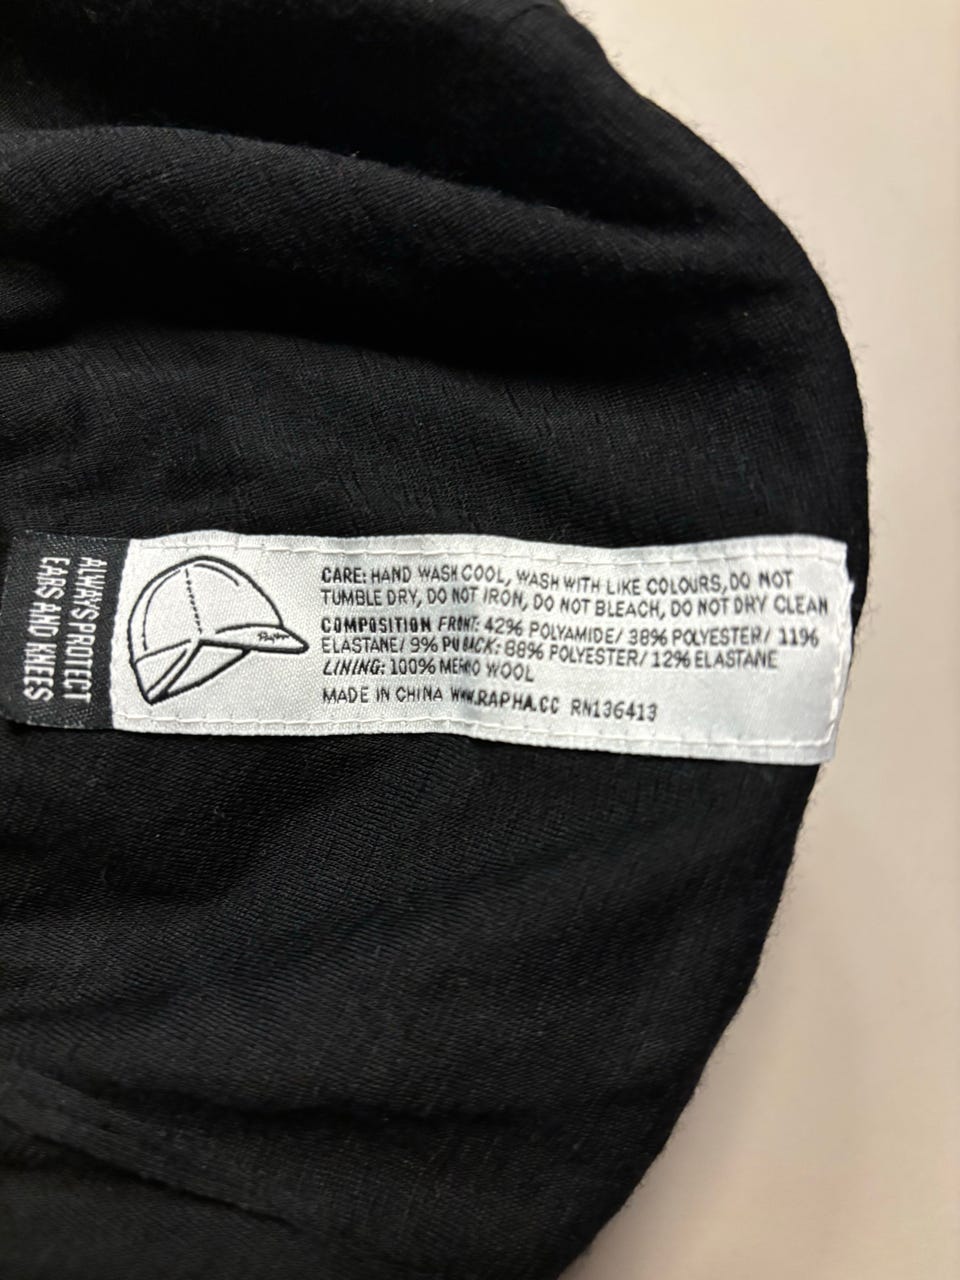 ALWAYS PROTECT
EARS AND KNEES
Rapha
CARE: HAND WASH COOL, WASH WITH LIKE COLOURS, DO NOT
TUMBLE DRY, DO NOT IRON, DO NOT BLEACH, DO NOT DRY CLEAN
COMPOSITION FRONT: 42% POLYAMIDE/ 38% POLYESTER/ 11%
ELASTANE/ 9% PU BACK: 88% POLYESTER/ 12% ELASTANE
LINING: 100% MERINO WOOL
MADE IN CHINA WWW.RAPHA.CC RN136413